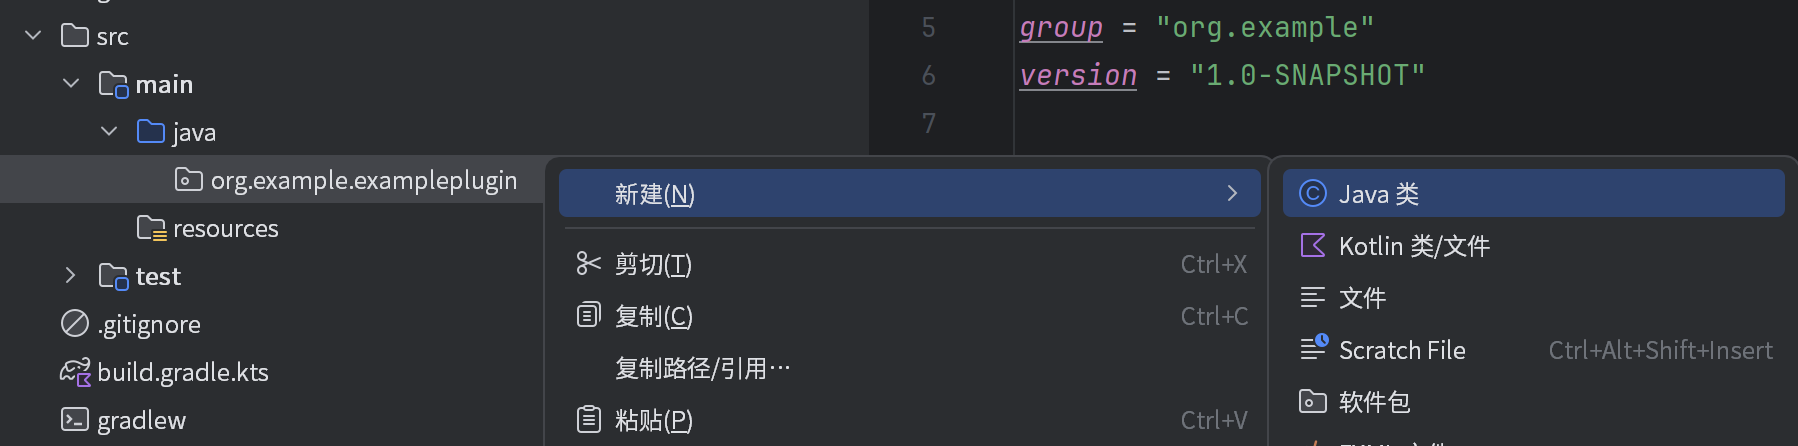 src
main
java
org.example.exampleplugin
resources
test
.gitignore
build.gradle.kts
gradlew
5 group = "org.example"
6 version = "1.0-SNAPSHOT"
7
新建(N)
剪切(T) Ctrl+X
复制(C) Ctrl+C
复制路径/引用…
粘贴(P) Ctrl+V
Java 类
Kotlin 类/文件
文件
Scratch File Ctrl+Alt+Shift+Insert
软件包